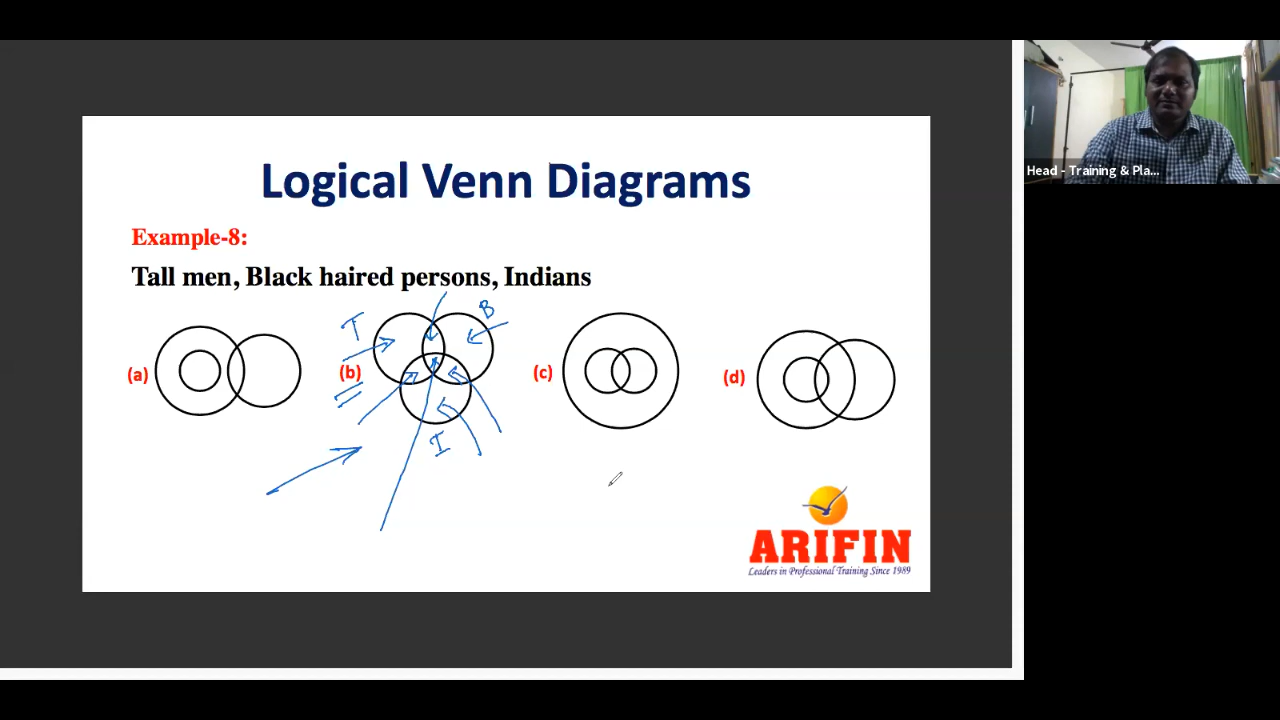 Head - Training & Pla...
Logical Venn Diagrams
Example-8:
Tall men, Black haired persons, Indians
T
B
(a)
(b)
(c)
(d)
I
ARIFIN
Leaders in Professional Training Since 1989